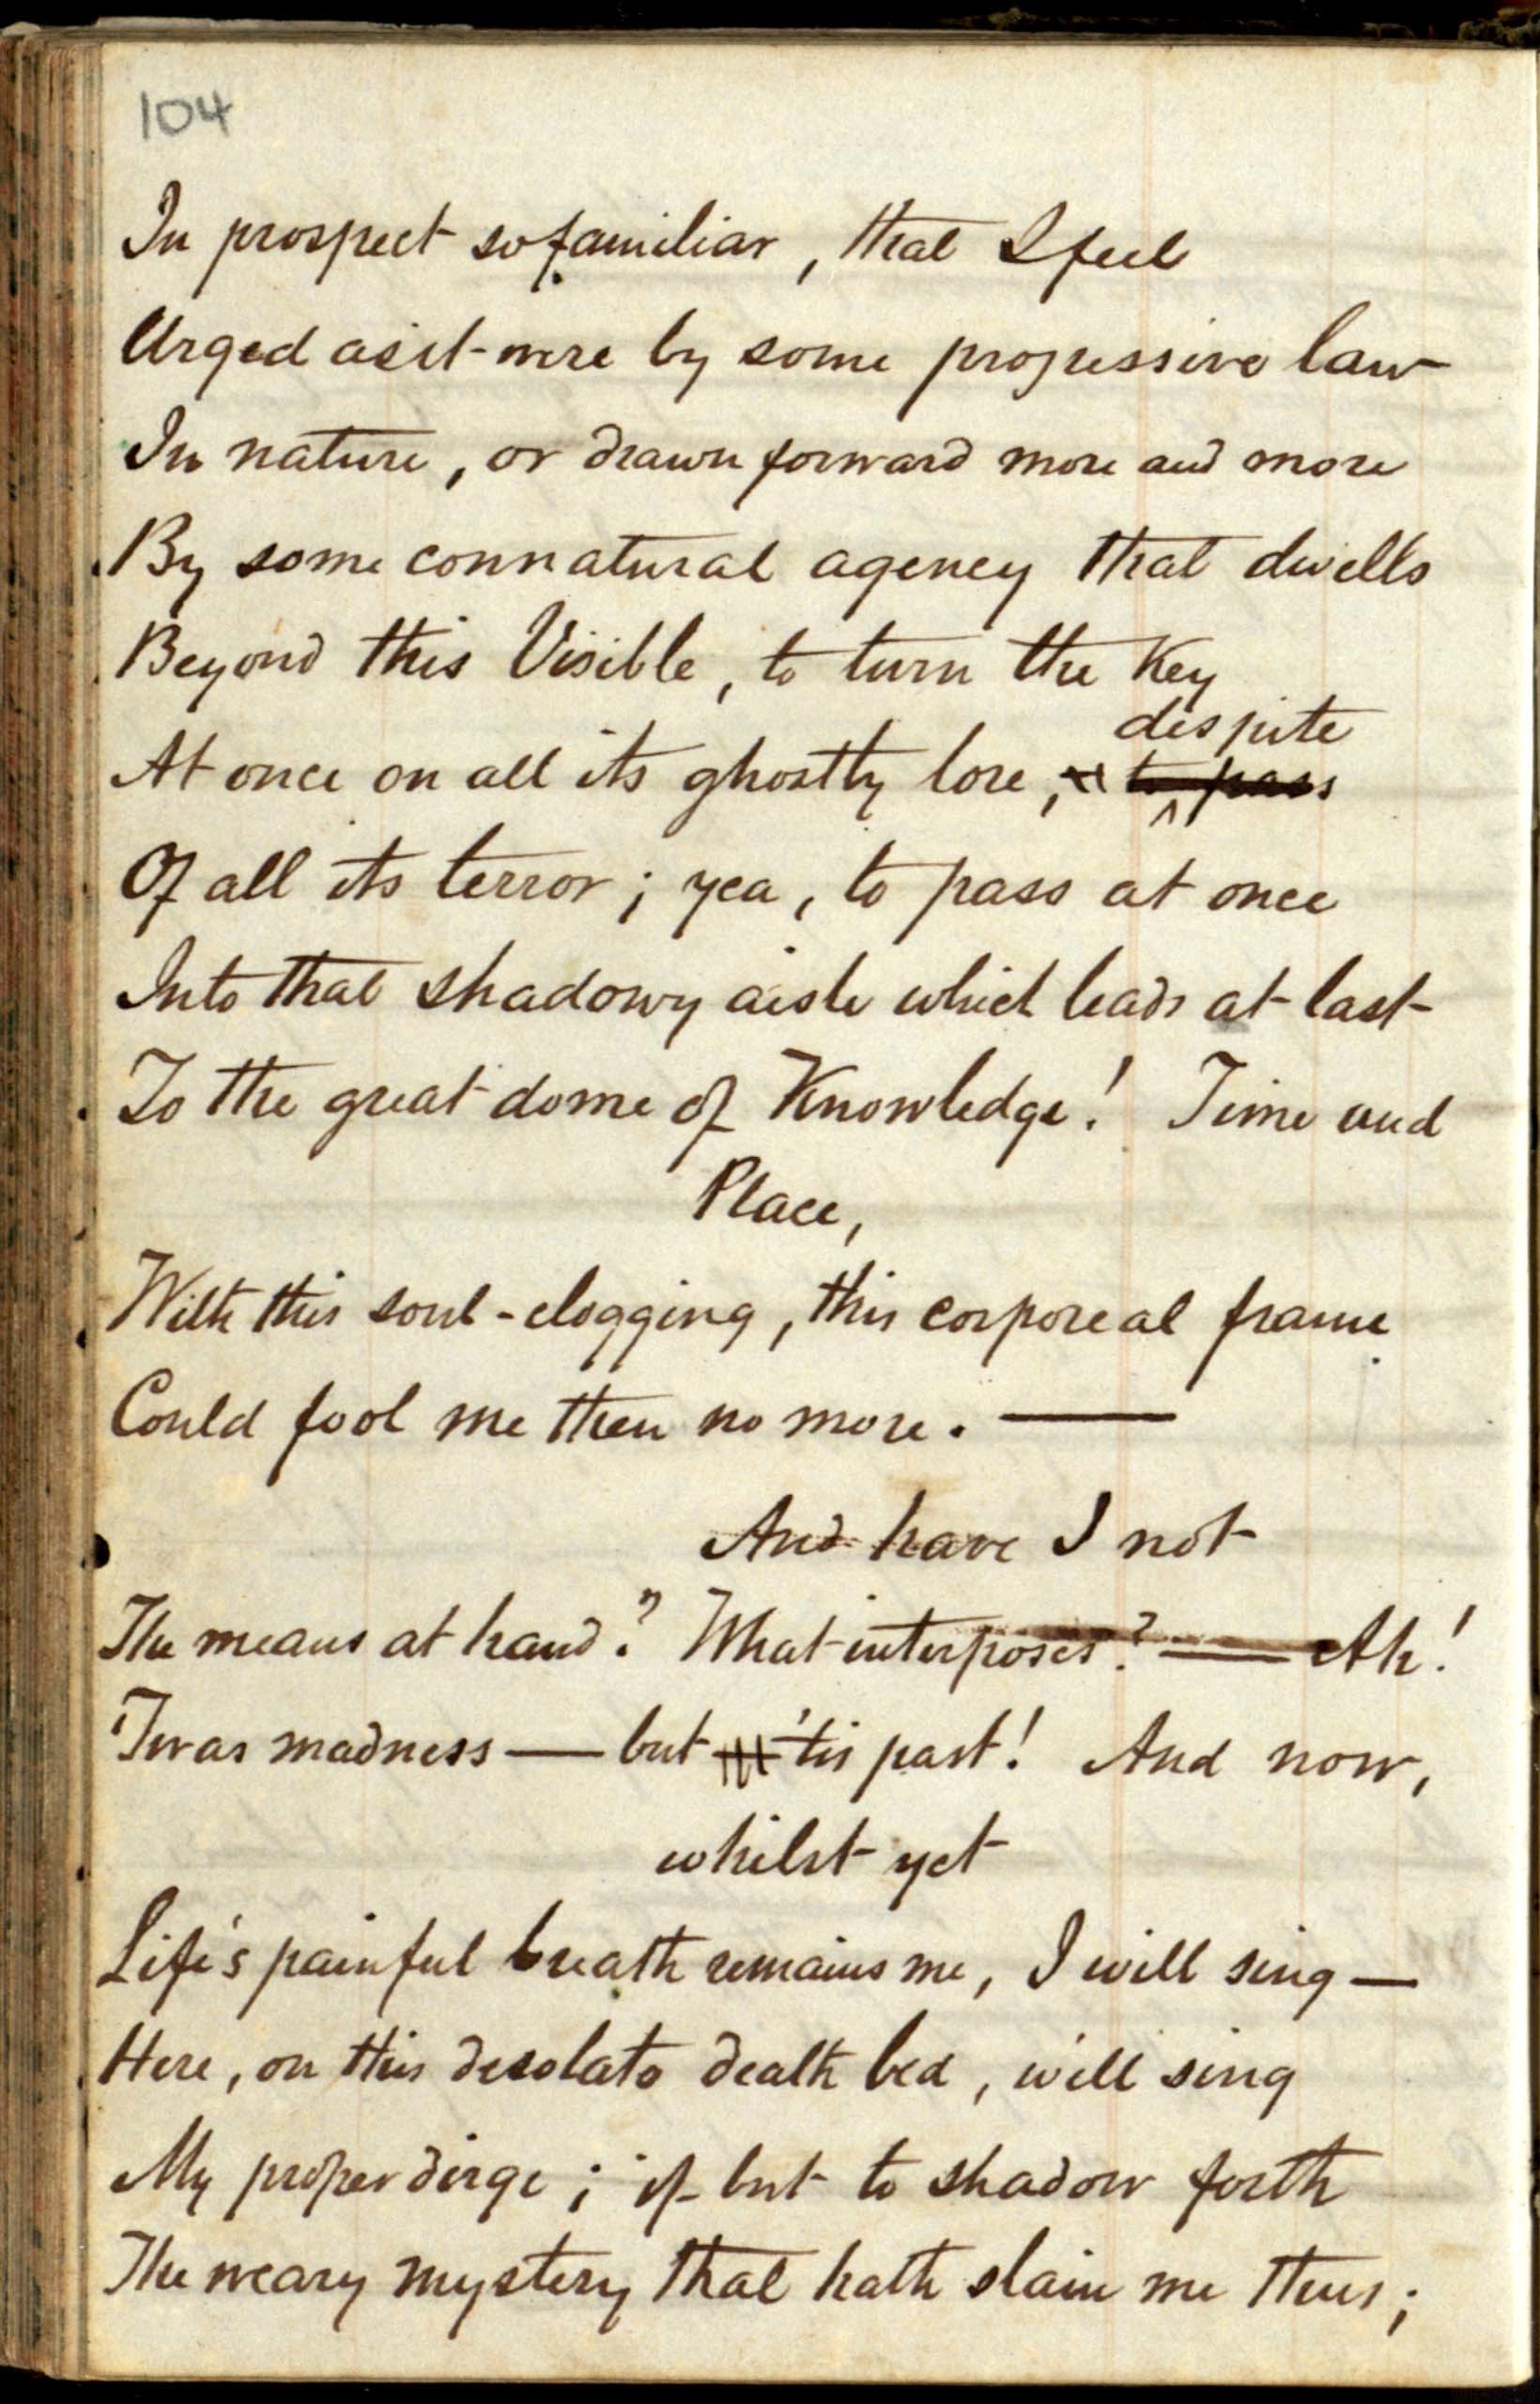 104
In prospect so familiar, that I feel
Urged as it were by some progressive law
In nature, or drawn forward more and more
By some connatural agency that dwells
Beyond this Visible, to turn the Key
despite
At once on all its ghostly lore, to pass
Of all its terror; yea, to pass at once
Into that shadowy aisle which leads at last
To the great dome of Knowledge! Time and
Place,
With this soul-clogging, this corporeal frame
Could fool me then no more. —
And have I not
The means at hand? What interposes? — Ah!
'Twas madness — but 'tis past! And now,
whilst yet
Life's painful breath remains me, I will sing —
Here, on this desolate death bed, will sing
My proper dirge; if but to shadow forth
The weary mystery that hath slain me thus;